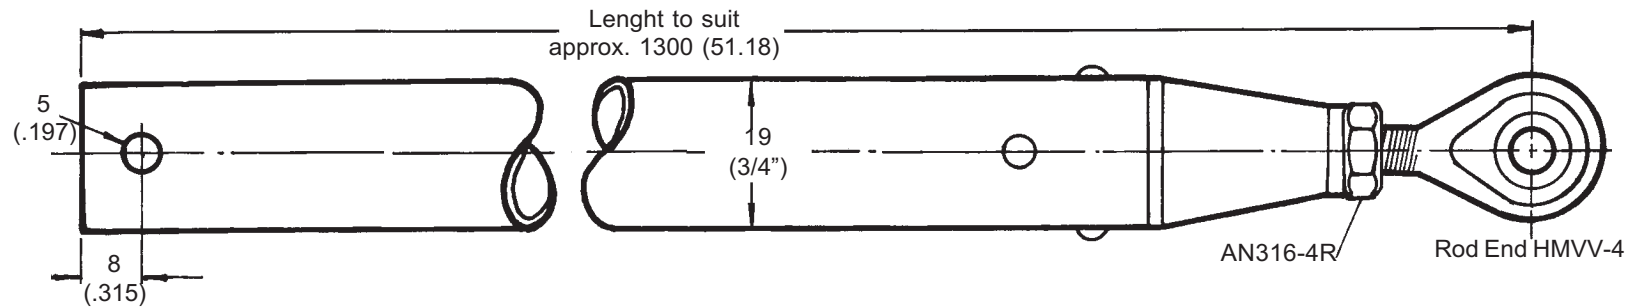 Lenght to suit
approx. 1300 (51.18)
5
(.197)
19
(3/4”)
8
(.315)
AN316-4R
Rod End HMVV-4